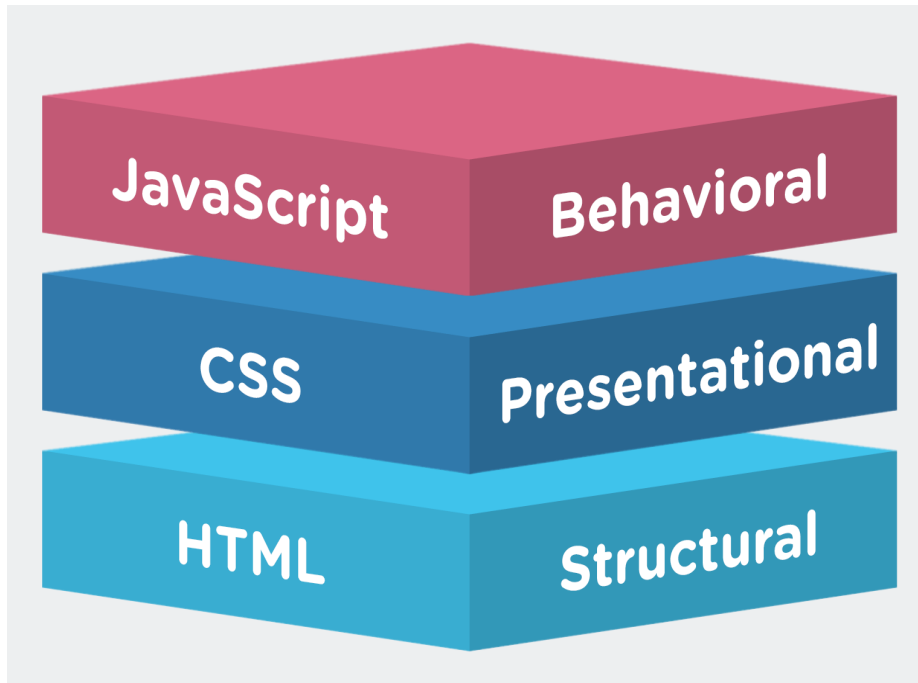 JavaScript
Behavioral
CSS
Presentational
HTML
Structural